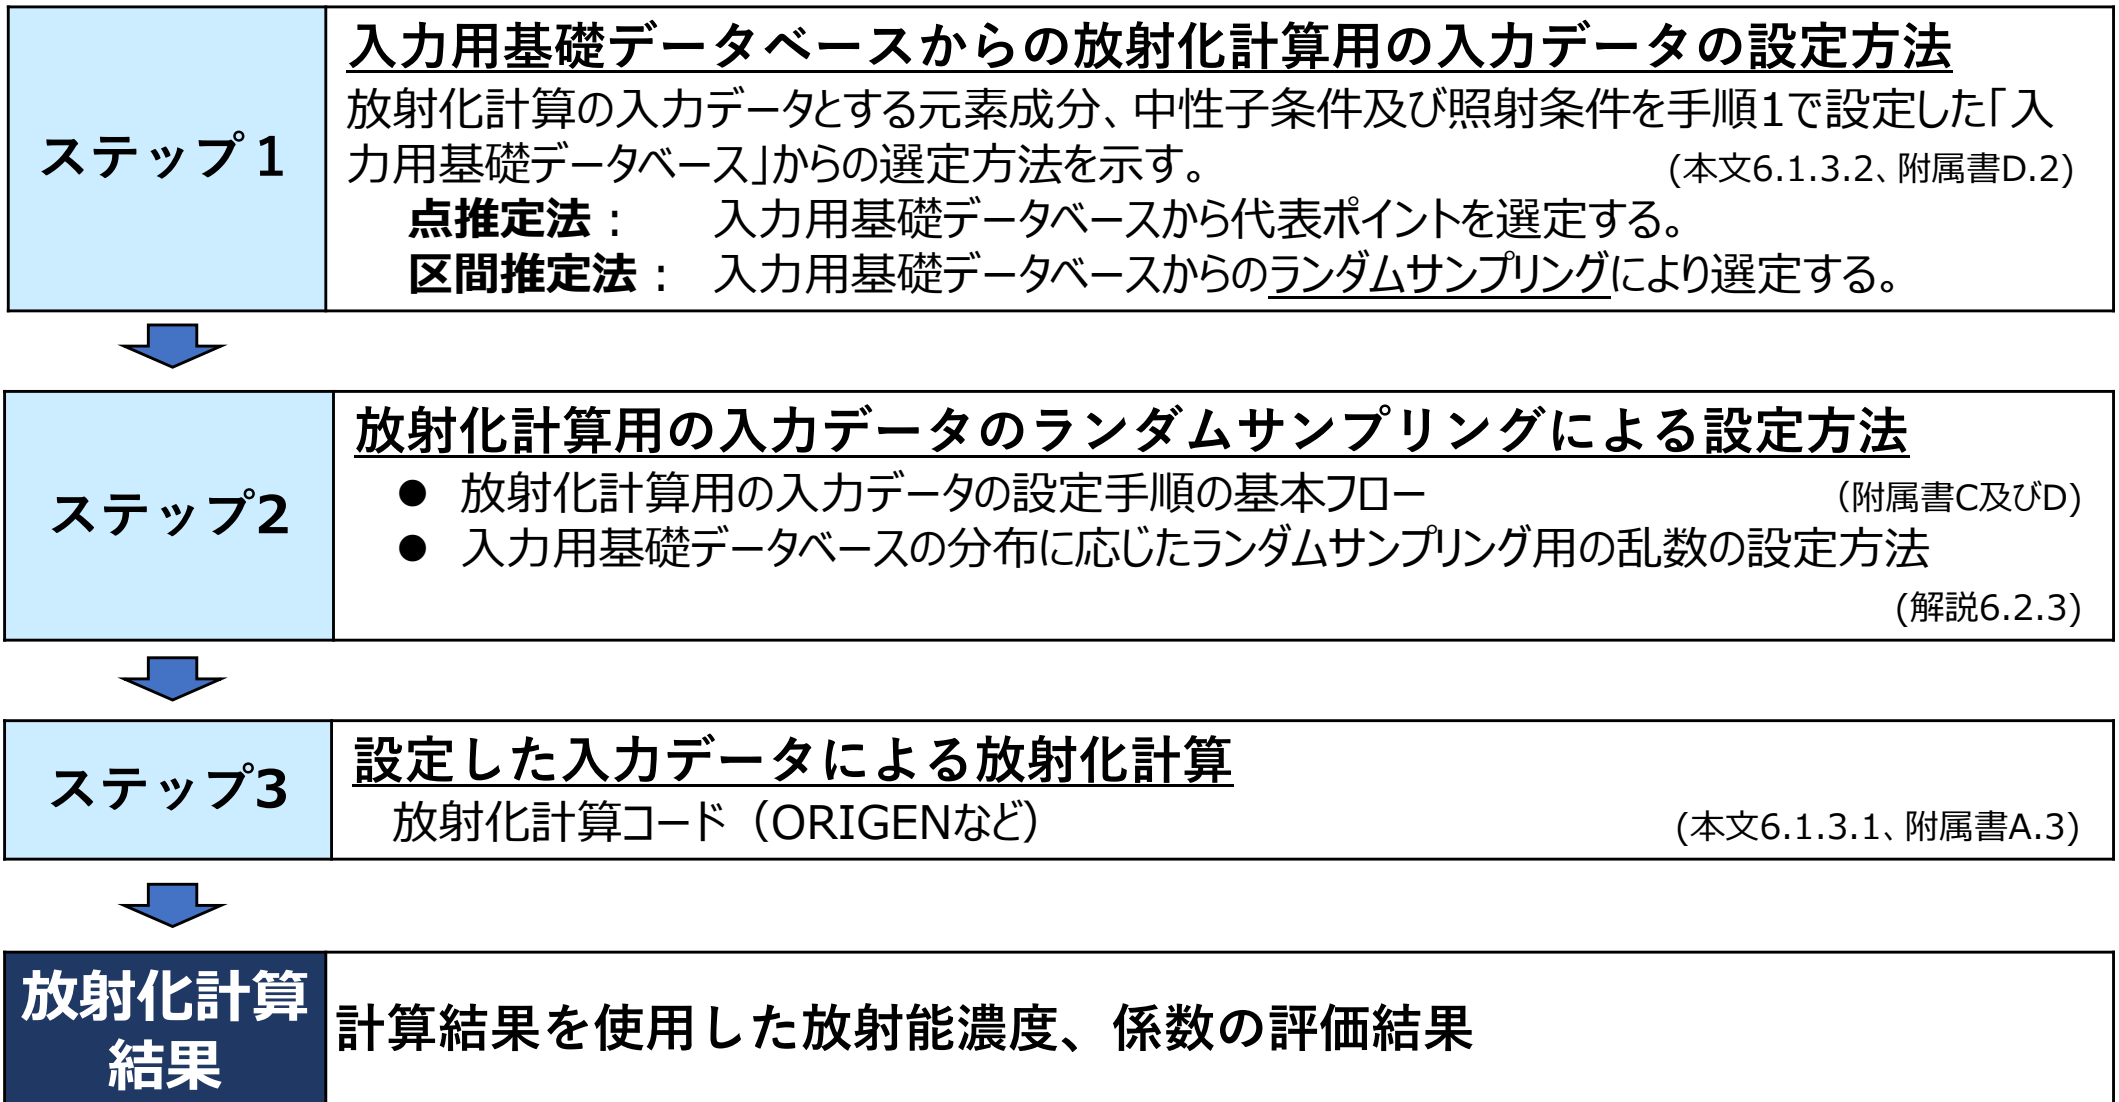 ステップ１
入力用基礎データベースからの放射化計算用の入力データの設定方法
放射化計算の入力データとする元素成分、中性子条件及び照射条件を手順1で設定した「入
力用基礎データベース」からの選定方法を示す。 (本文6.1.3.2、附属書D.2)
点推定法： 入力用基礎データベースから代表ポイントを選定する。
区間推定法： 入力用基礎データベースからのランダムサンプリングにより選定する。
ステップ2
放射化計算用の入力データのランダムサンプリングによる設定方法
● 放射化計算用の入力データの設定手順の基本フロー （附属書C及びD)
● 入力用基礎データベースの分布に応じたランダムサンプリング用の乱数の設定方法
(解説6.2.3)
ステップ3
設定した入力データによる放射化計算
放射化計算コード（ORIGENなど） (本文6.1.3.1、附属書A.3)
放射化計算
結果
計算結果を使用した放射能濃度、係数の評価結果